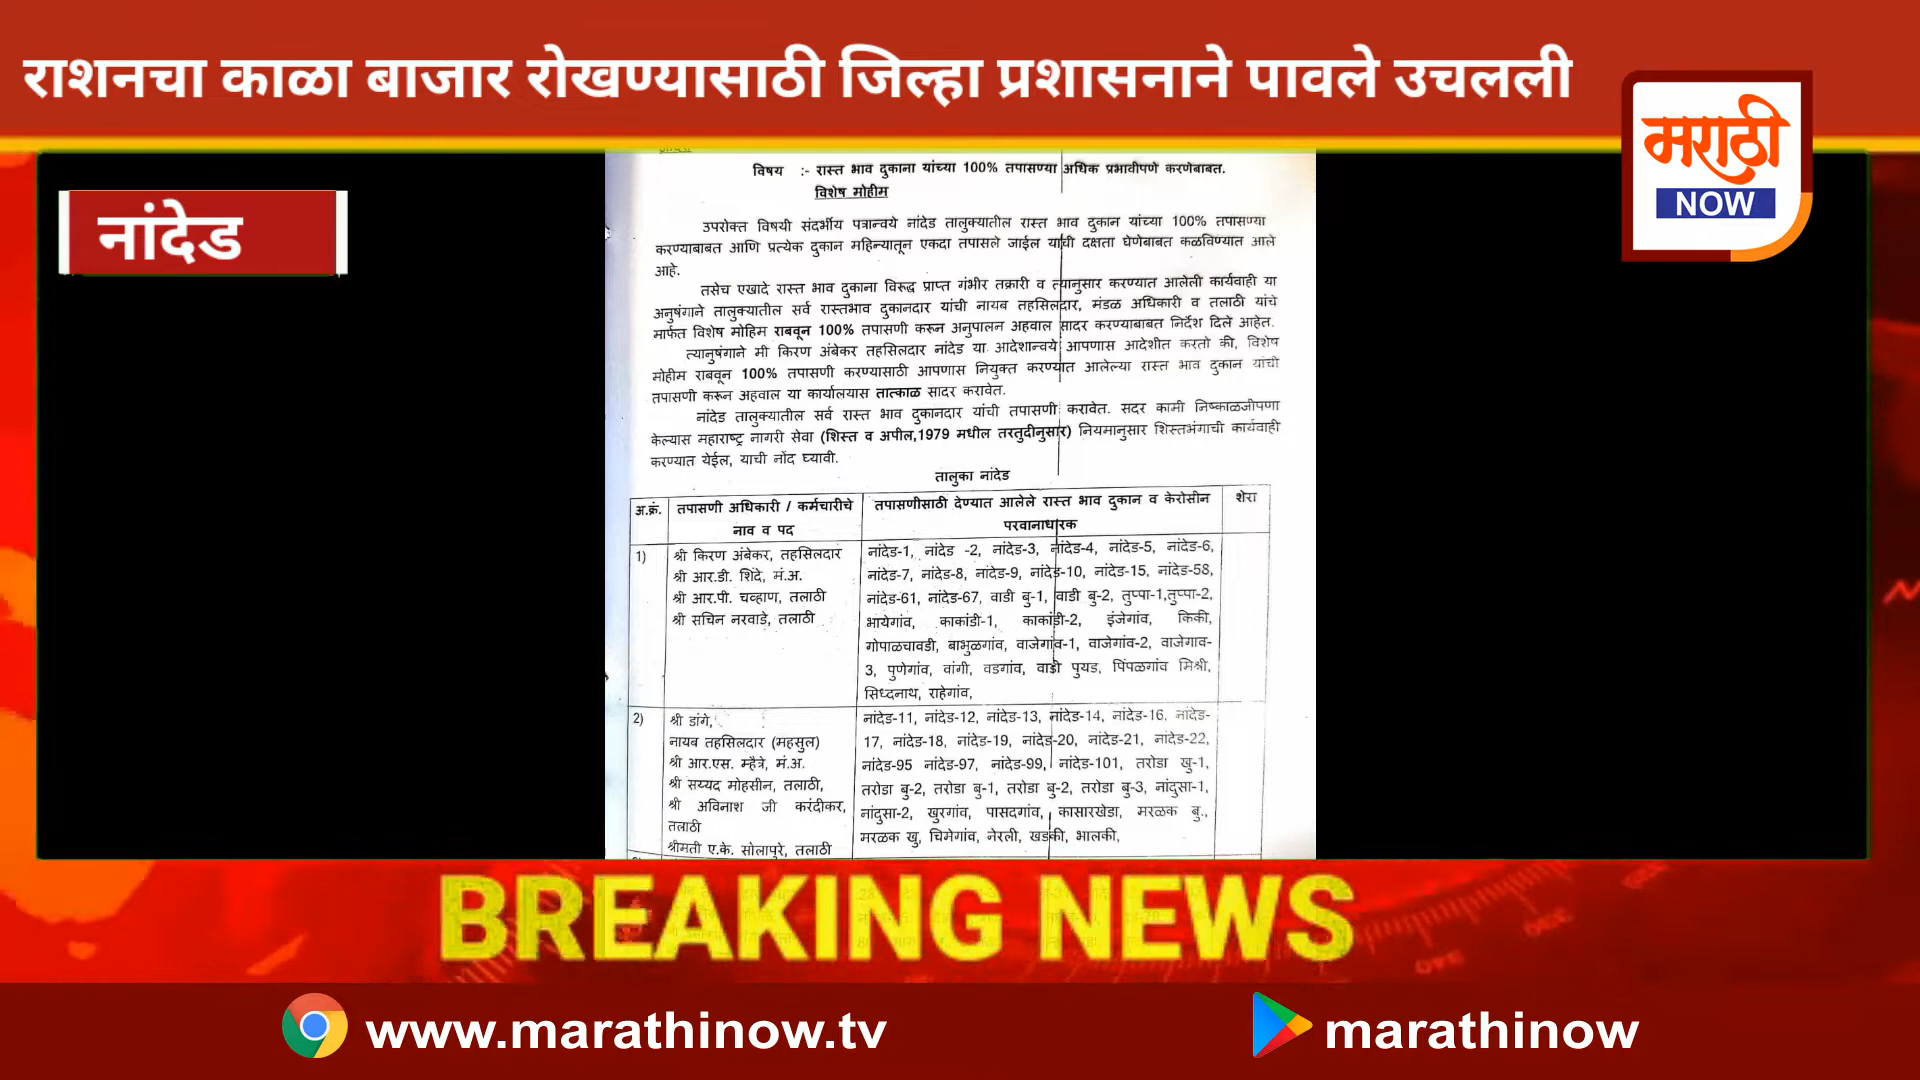 राशनचा काळा बाजार रोखण्यासाठी जिल्हा प्रशासनाने पावले उचलली
मराठी
NOW
नांदेड
विषय :- रास्त भाव दुकाना यांच्या 100% तपासण्या अधिक प्रभावीपणे करणेबाबत.
विशेष मोहीम
उपरोक्त विषयी संदर्भीय पत्रान्वये नांदेड तालुक्यातील रास्त भाव दुकान यांच्या 100% तपासण्या
करण्याबाबत आणि प्रत्येक दुकान महिन्यातून एकदा तपासले जाईल याची दक्षता घेणेबाबत कळविण्यात आले
आहे.
तसेच एखादे रास्त भाव दुकाना विरूद्ध प्राप्त गंभीर तक्रारी व त्यानुसार करण्यात आलेली कार्यवाही या
अनुषंगाने तालुक्यातील सर्व रास्तभाव दुकानदार यांची नायब तहसिलदार, मंडळ अधिकारी व तलाठी यांचे
मार्फत विशेष मोहिम राबवून 100% तपासणी करून अनुपालन अहवाल सादर करण्याबाबत निर्देश दिले आहेत.
त्यानुषंगाने मी किरण अंबेकर तहसिलदार नांदेड या आदेशान्वये आपणास आदेशीत करतो की, विशेष
मोहीम राबवून 100% तपासणी करण्यासाठी आपणास नियुक्त करण्यात आलेल्या रास्त भाव दुकान यांची
तपासणी करून अहवाल या कार्यालयास तात्काळ सादर करावेत.
नांदेड तालुक्यातील सर्व रास्त भाव दुकानदार यांची तपासणी करावेत. सदर कामी निष्काळजीपणा
केल्यास महाराष्ट्र नागरी सेवा (शिस्त व अपील,1979 मधील तरतुदीनुसार) नियमानुसार शिस्तभंगाची कार्यवाही
करण्यात येईल, याची नोंद घ्यावी.
तालुका नांदेड
अ.क्रं. तपासणी अधिकारी / कर्मचारीचे नाव व पद तपासणीसाठी देण्यात आलेले रास्त भाव दुकान व केरोसीन परवानाधारक शेरा
1) श्री किरण अंबेकर, तहसिलदार
श्री आर.डी. शिंदे, मं.अ.
श्री आर.पी. चव्हाण, तलाठी
श्री सचिन नरवाडे, तलाठी
नांदेड-1, नांदेड -2, नांदेड-3, नांदेड-4, नांदेड-5, नांदेड-6,
नांदेड-7, नांदेड-8, नांदेड-9, नांदेड-10, नांदेड-15, नांदेड-58,
नांदेड-61, नांदेड-67, वाडी बु-1, वाडी बु-2, तुप्पा-1,तुप्पा-2,
भायेगांव, काकांडी-1, काकांडी-2, इंजेगांव, किकी,
गोपाळचावडी, बाभुळगांव, वाजेगांव-1, वाजेगांव-2, वाजेगाव-
3, पुणेगांव, वांगी, वडगांव, वाडी पुयड, पिंपळगांव मिश्री,
सिध्दनाथ, राहेगांव,
2) श्री डांगे,
नायब तहसिलदार (महसुल)
श्री आर.एस. म्हैत्रे, मं.अ.
श्री सय्यद मोहसीन, तलाठी,
श्री अविनाश जी करंदीकर,
तलाठी
श्रीमती ए.के. सोलापुरे, तलाठी
नांदेड-11, नांदेड-12, नांदेड-13, नांदेड-14, नांदेड-16, नांदेड-
17, नांदेड-18, नांदेड-19, नांदेड-20, नांदेड-21, नांदेड-22,
नांदेड-95 नांदेड-97, नांदेड-99, नांदेड-101, तरोडा खु-1,
तरोडा बु-2, तरोडा बु-1, तरोडा बु-2, तरोडा बु-3, नांदुसा-1,
नांदुसा-2, खुरगांव, पासदगांव, कासारखेडा, मरळक बु.,
मरळक खु, चिमेगांव, नेरली, खडकी, भालकी,
BREAKING NEWS
www.marathinow.tv
marathinow